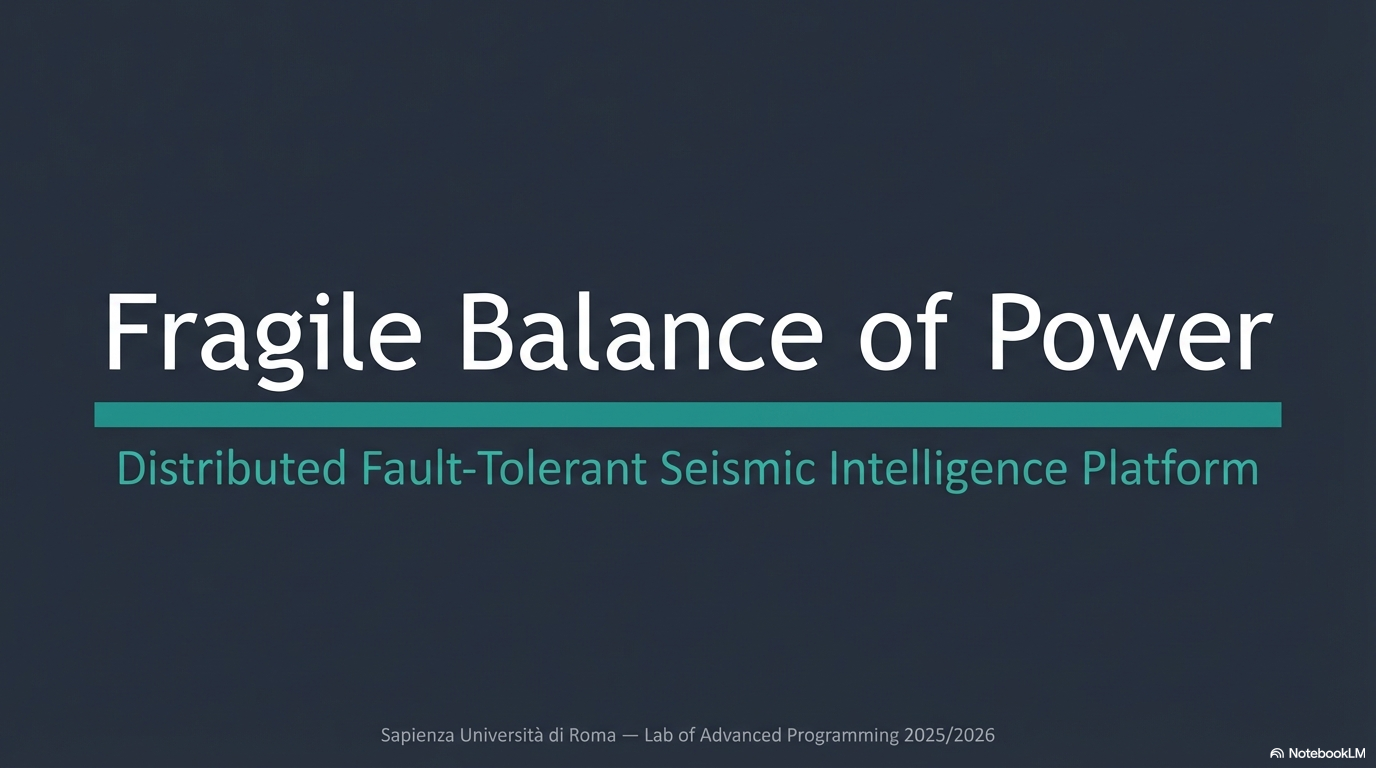 Fragile Balance of Power
Distributed Fault-Tolerant Seismic Intelligence Platform
Sapienza Università di Roma — Lab of Advanced Programming 2025/2026
NotebookLM